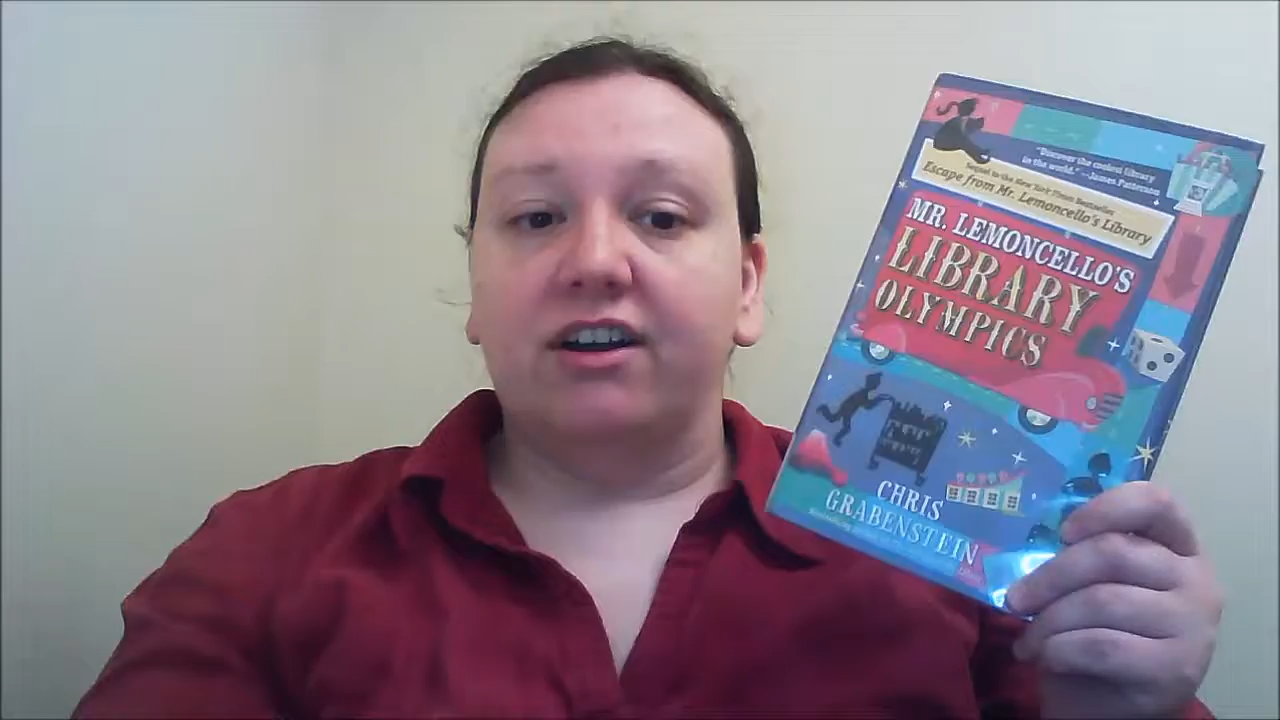 "Discover the coolest library
in the world." —James Patterson
Sequel to the New York Times Bestseller
Escape from Mr. Lemoncello's Library
MR. LEMONCELLO'S
LIBRARY
OLYMPICS
CHRIS
GRABENSTEIN